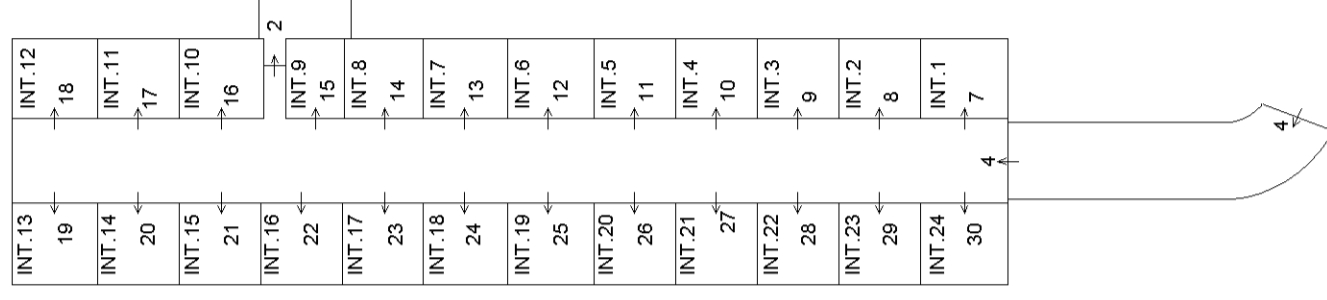 2
INT.12
18
INT.11
17
INT.10
16
INT.9
15
INT.8
14
INT.7
13
INT.6
12
INT.5
11
INT.4
10
INT.3
9
INT.2
8
INT.1
7
4
4
INT.13
19
INT.14
20
INT.15
21
INT.16
22
INT.17
23
INT.18
24
INT.19
25
INT.20
26
INT.21
27
INT.22
28
INT.23
29
INT.24
30